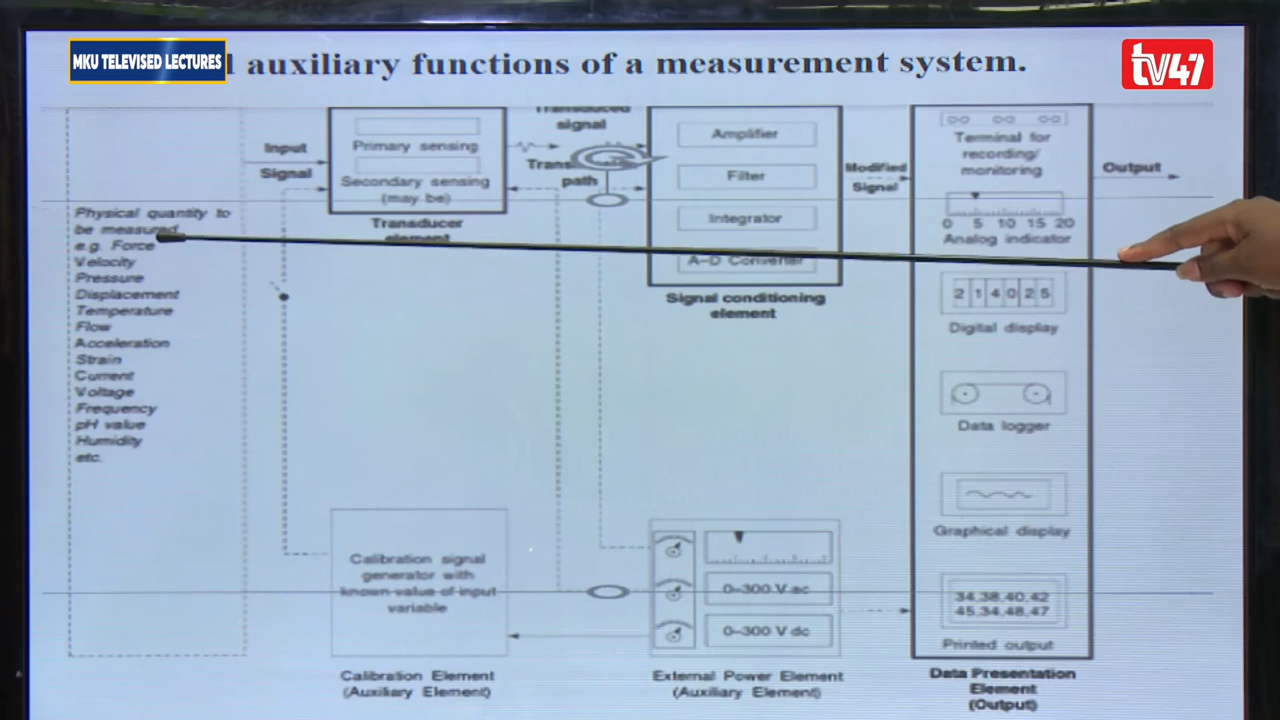 MKU TELEVISED LECTURES
auxiliary functions of a measurement system.
tv47
Physical quantity to
be measured
e.g. Force
Velocity
Pressure
Displacement
Temperature
Flow
Acceleration
Strain
Current
Voltage
Frequency
pH value
Humidity
etc.
Input
Signal
Primary sensing
Secondary sensing
(may be)
Transducer
element
Transduced
signal
path
Amplifier
Filter
Integrator
A–D Converter
Signal conditioning
element
Modified
Signal
Terminal for
recording/
monitoring
0 5 10 15 20
Analog indicator
2 1 4 0 2 5
Digital display
Data logger
Graphical display
34.38,40,42
45.34,48,47
Printed output
Data Presentation
Element
(Output)
Output
Calibration signal
generator with
known value of input
variable
Calibration Element
(Auxiliary Element)
0–300 V ac
0–300 V dc
External Power Element
(Auxiliary Element)